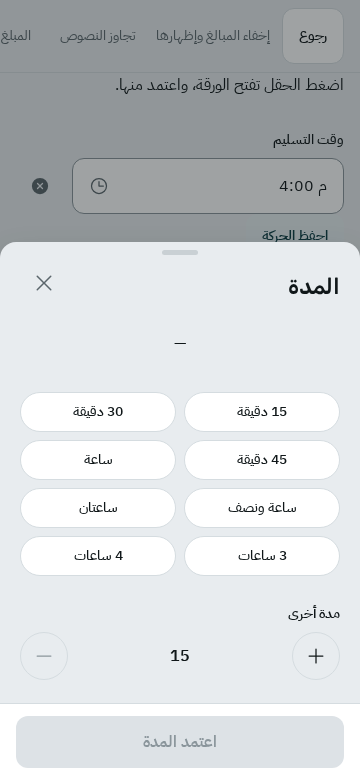 رجوع
إخفاء المبالغ وإظهارها
تجاوز النصوص
المبلغ
اضغط الحقل تفتح الورقة، واعتمد منها.
وقت التسليم
4:00 م
احفظ الحركة
المدة
—
15 دقيقة
30 دقيقة
45 دقيقة
ساعة
ساعة ونصف
ساعتان
3 ساعات
4 ساعات
مدة أخرى
15
اعتمد المدة